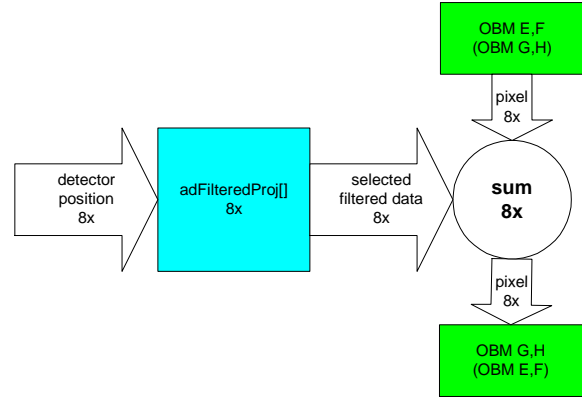 OBM E,F
(OBM G,H)
pixel
8x
detector
position
8x
adFilteredProj[]
8x
selected
filtered data
8x
sum
8x
pixel
8x
OBM G,H
(OBM E,F)